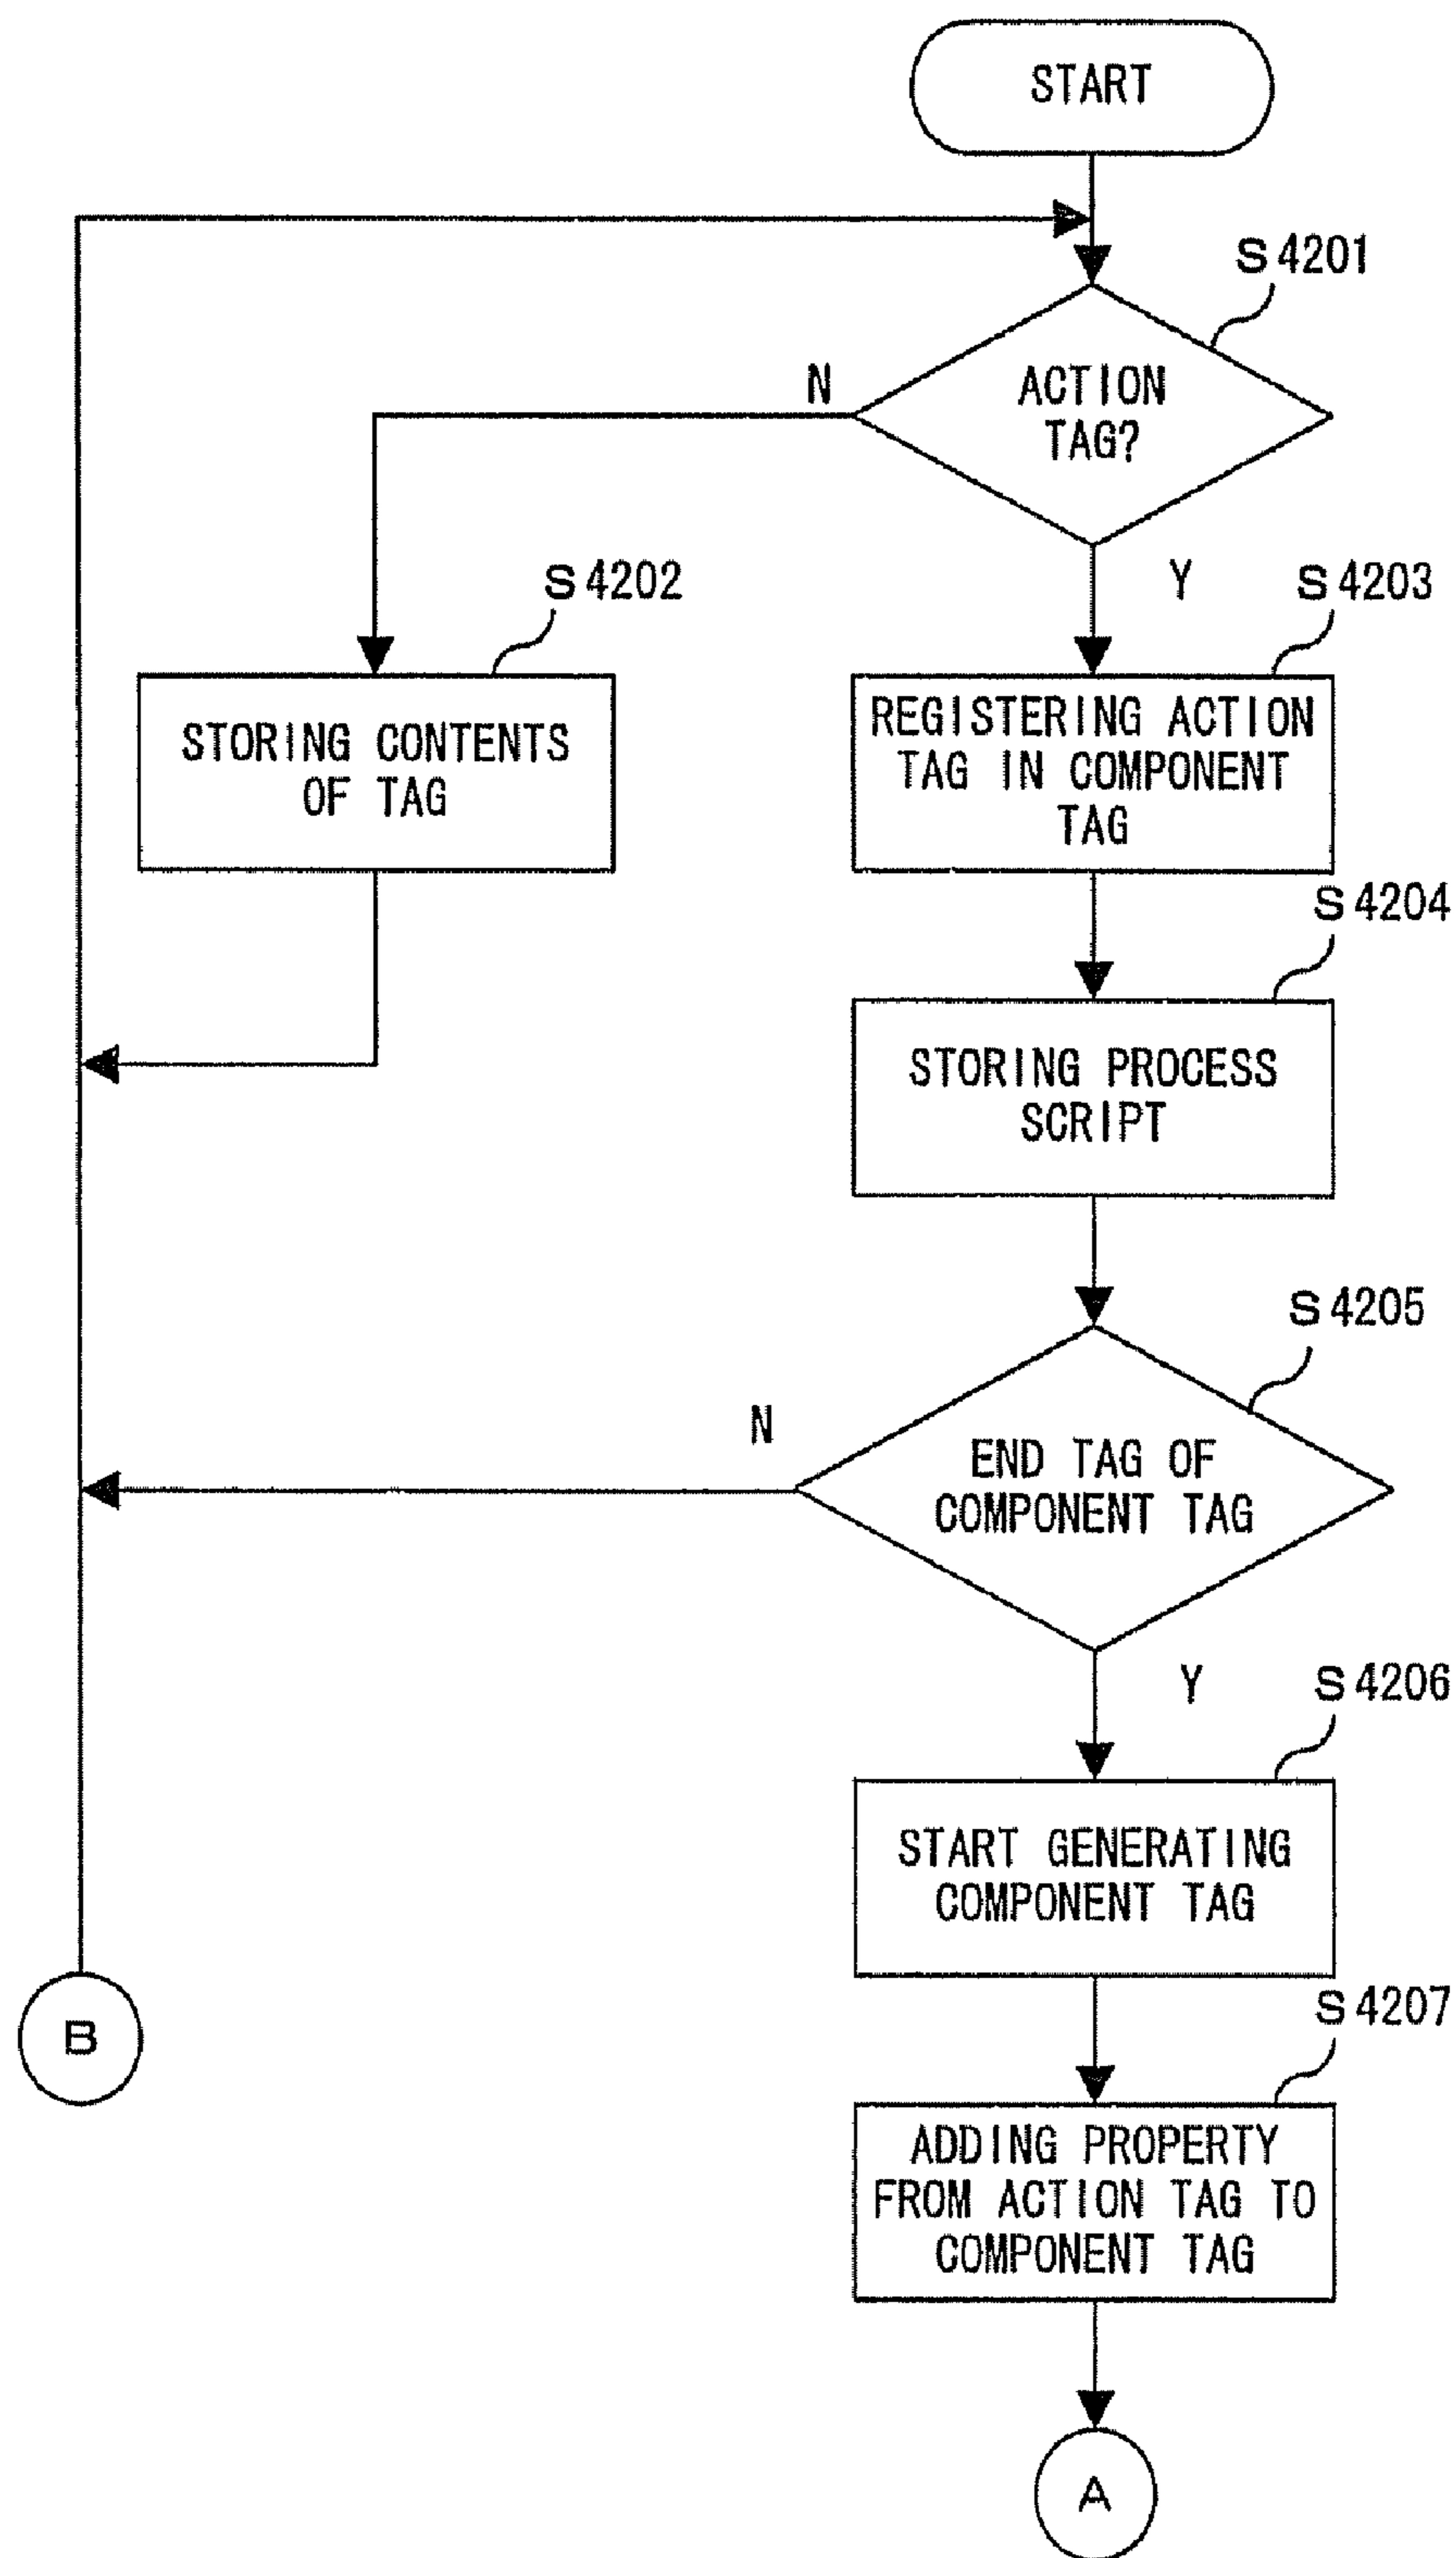 START
S4201
N
ACTION
TAG?
Y
S4202
S4203
STORING CONTENTS
OF TAG
REGISTERING ACTION
TAG IN COMPONENT
TAG
S4204
STORING PROCESS
SCRIPT
S4205
N
END TAG OF
COMPONENT TAG
Y
S4206
START GENERATING
COMPONENT TAG
B
S4207
ADDING PROPERTY
FROM ACTION TAG TO
COMPONENT TAG
A